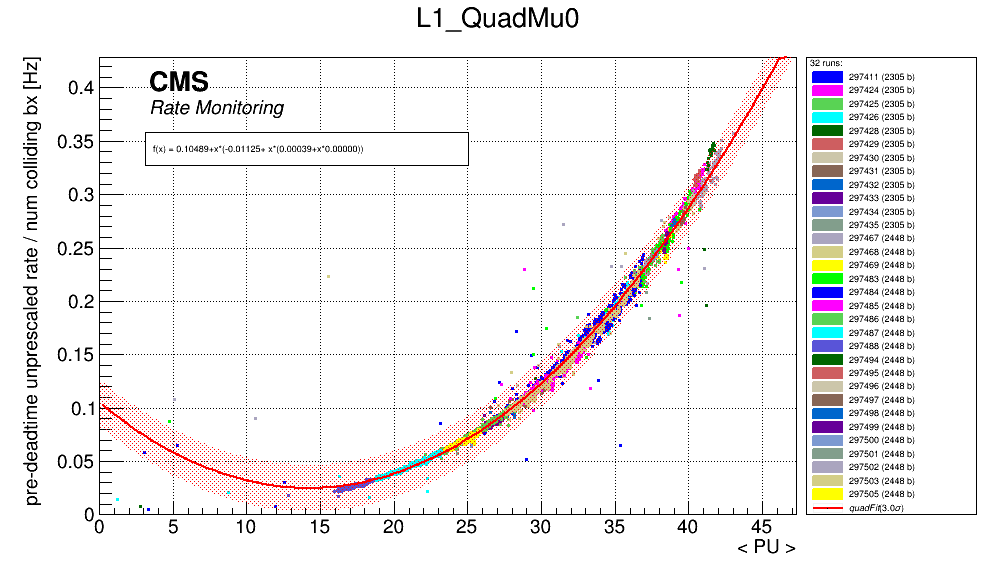 L1_QuadMu0
pre-deadtime unprescaled rate / num colliding bx [Hz]
CMS
Rate Monitoring
f(x) = 0.10489+x*(-0.01125+ x*(0.00039+x*0.00000))
0.4
0.35
0.3
0.25
0.2
0.15
0.1
0.05
0
0 5 10 15 20 25 30 35 40 45
< PU >
32 runs:
297411 (2305 b)
297424 (2305 b)
297425 (2305 b)
297426 (2305 b)
297428 (2305 b)
297429 (2305 b)
297430 (2305 b)
297431 (2305 b)
297432 (2305 b)
297433 (2305 b)
297434 (2305 b)
297435 (2305 b)
297467 (2448 b)
297468 (2448 b)
297469 (2448 b)
297483 (2448 b)
297484 (2448 b)
297485 (2448 b)
297486 (2448 b)
297487 (2448 b)
297488 (2448 b)
297494 (2448 b)
297495 (2448 b)
297496 (2448 b)
297497 (2448 b)
297498 (2448 b)
297499 (2448 b)
297500 (2448 b)
297501 (2448 b)
297502 (2448 b)
297503 (2448 b)
297505 (2448 b)
quadFit(3.0σ)